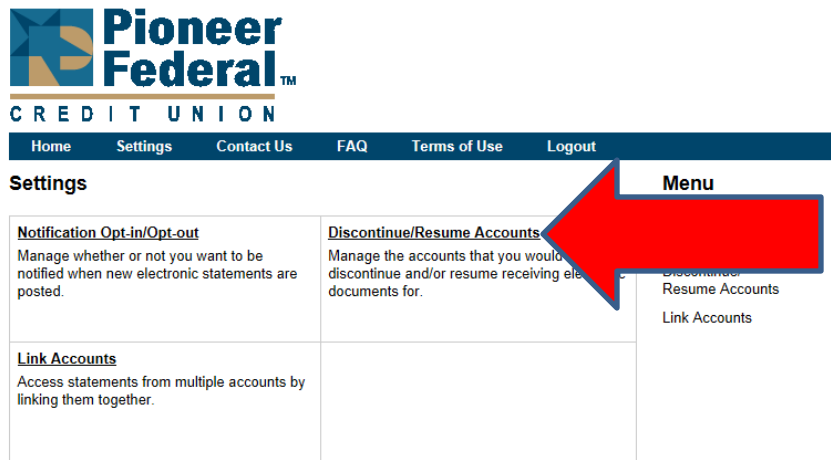 Pioneer
Federal TM
CREDIT UNION
Home Settings Contact Us FAQ Terms of Use Logout
Settings
Menu
Notification Opt-in/Opt-out
Manage whether or not you want to be
notified when new electronic statements are
posted.
Discontinue/Resume Accounts
Manage the accounts that you would
discontinue and/or resume receiving
documents for.
Resume Accounts
Link Accounts
Link Accounts
Access statements from multiple accounts by
linking them together.